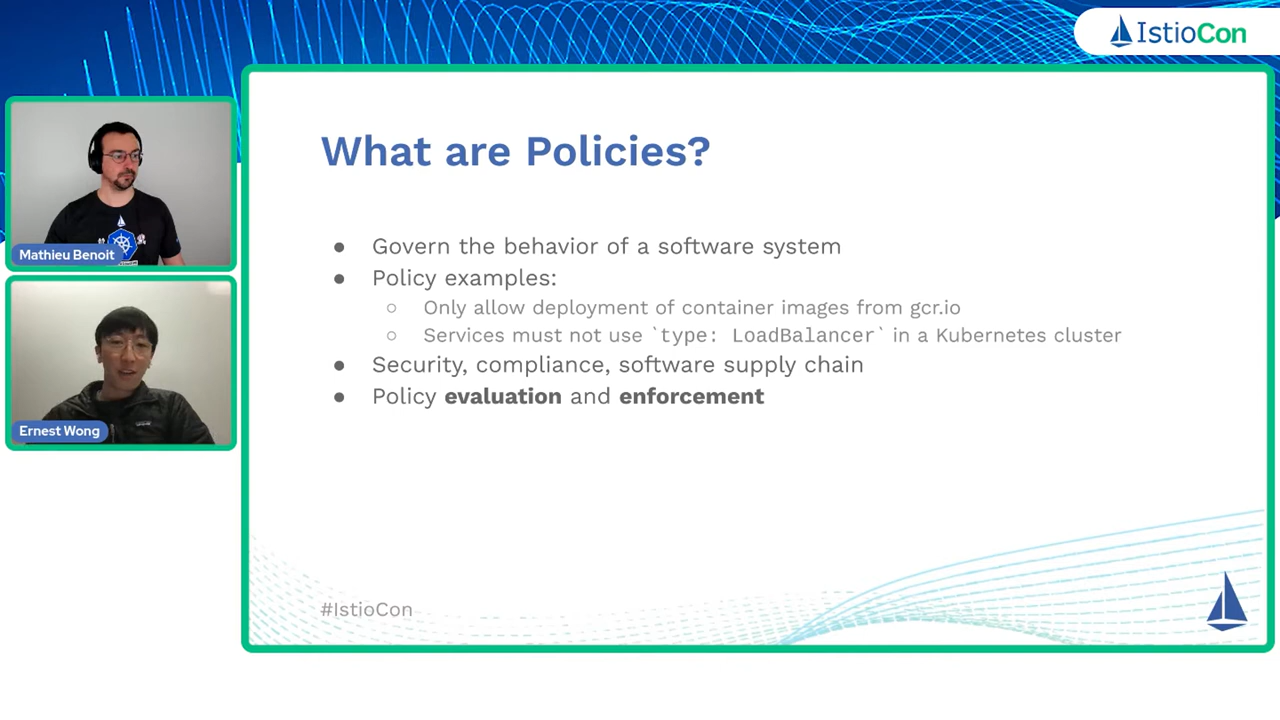 IstioCon
What are Policies?
● Govern the behavior of a software system
● Policy examples:
○ Only allow deployment of container images from gcr.io
○ Services must not use `type: LoadBalancer` in a Kubernetes cluster
● Security, compliance, software supply chain
● Policy evaluation and enforcement
Mathieu Benoit
Ernest Wong
#IstioCon